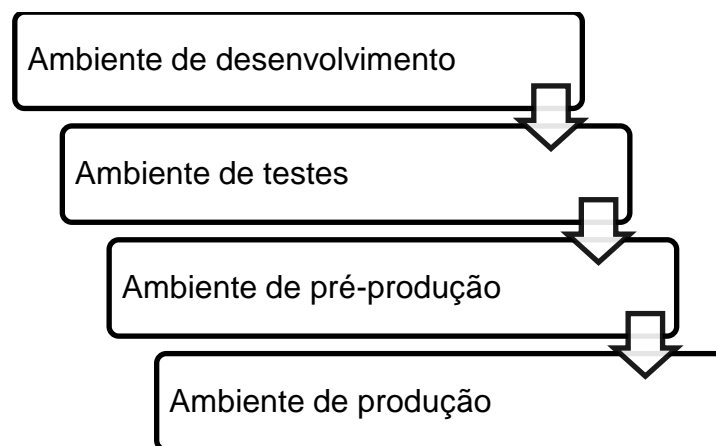 Ambiente de desenvolvimento
Ambiente de testes
Ambiente de pré-produção
Ambiente de produção